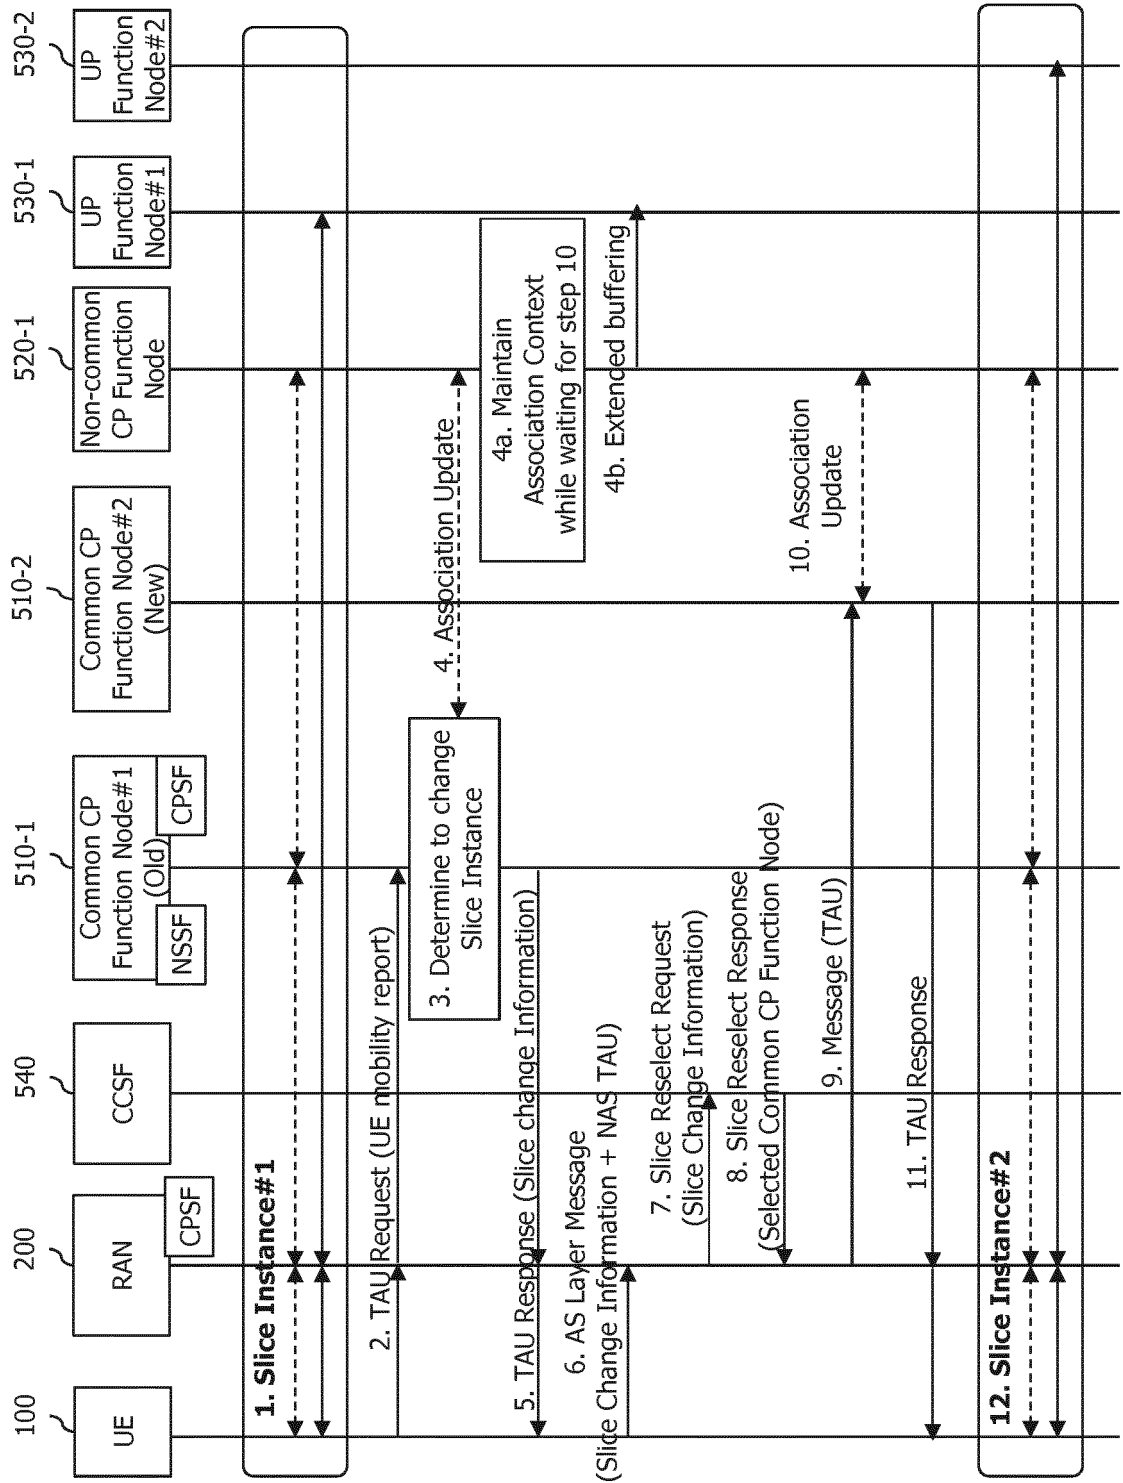 100
200
540
510-1
510-2
520-1
530-1
530-2
UE
RAN
CPSF
CCSF
Common CP
Function Node#1
(Old)
NSSF
CPSF
Common CP
Function Node#2
(New)
Non-common
CP Function
Node
UP
Function
Node#1
UP
Function
Node#2
1. Slice Instance#1
2. TAU Request (UE mobility report)
3. Determine to change
Slice Instance
4. Association Update
4a. Maintain
Association Context
while waiting for step 10
4b. Extended buffering
5. TAU Response (Slice change Information)
6. AS Layer Message
(Slice Change Information + NAS TAU)
7. Slice Reselect Request
(Slice Change Information)
8. Slice Reselect Response
(Selected Common CP Function Node)
9. Message (TAU)
10. Association
Update
11. TAU Response
12. Slice Instance#2